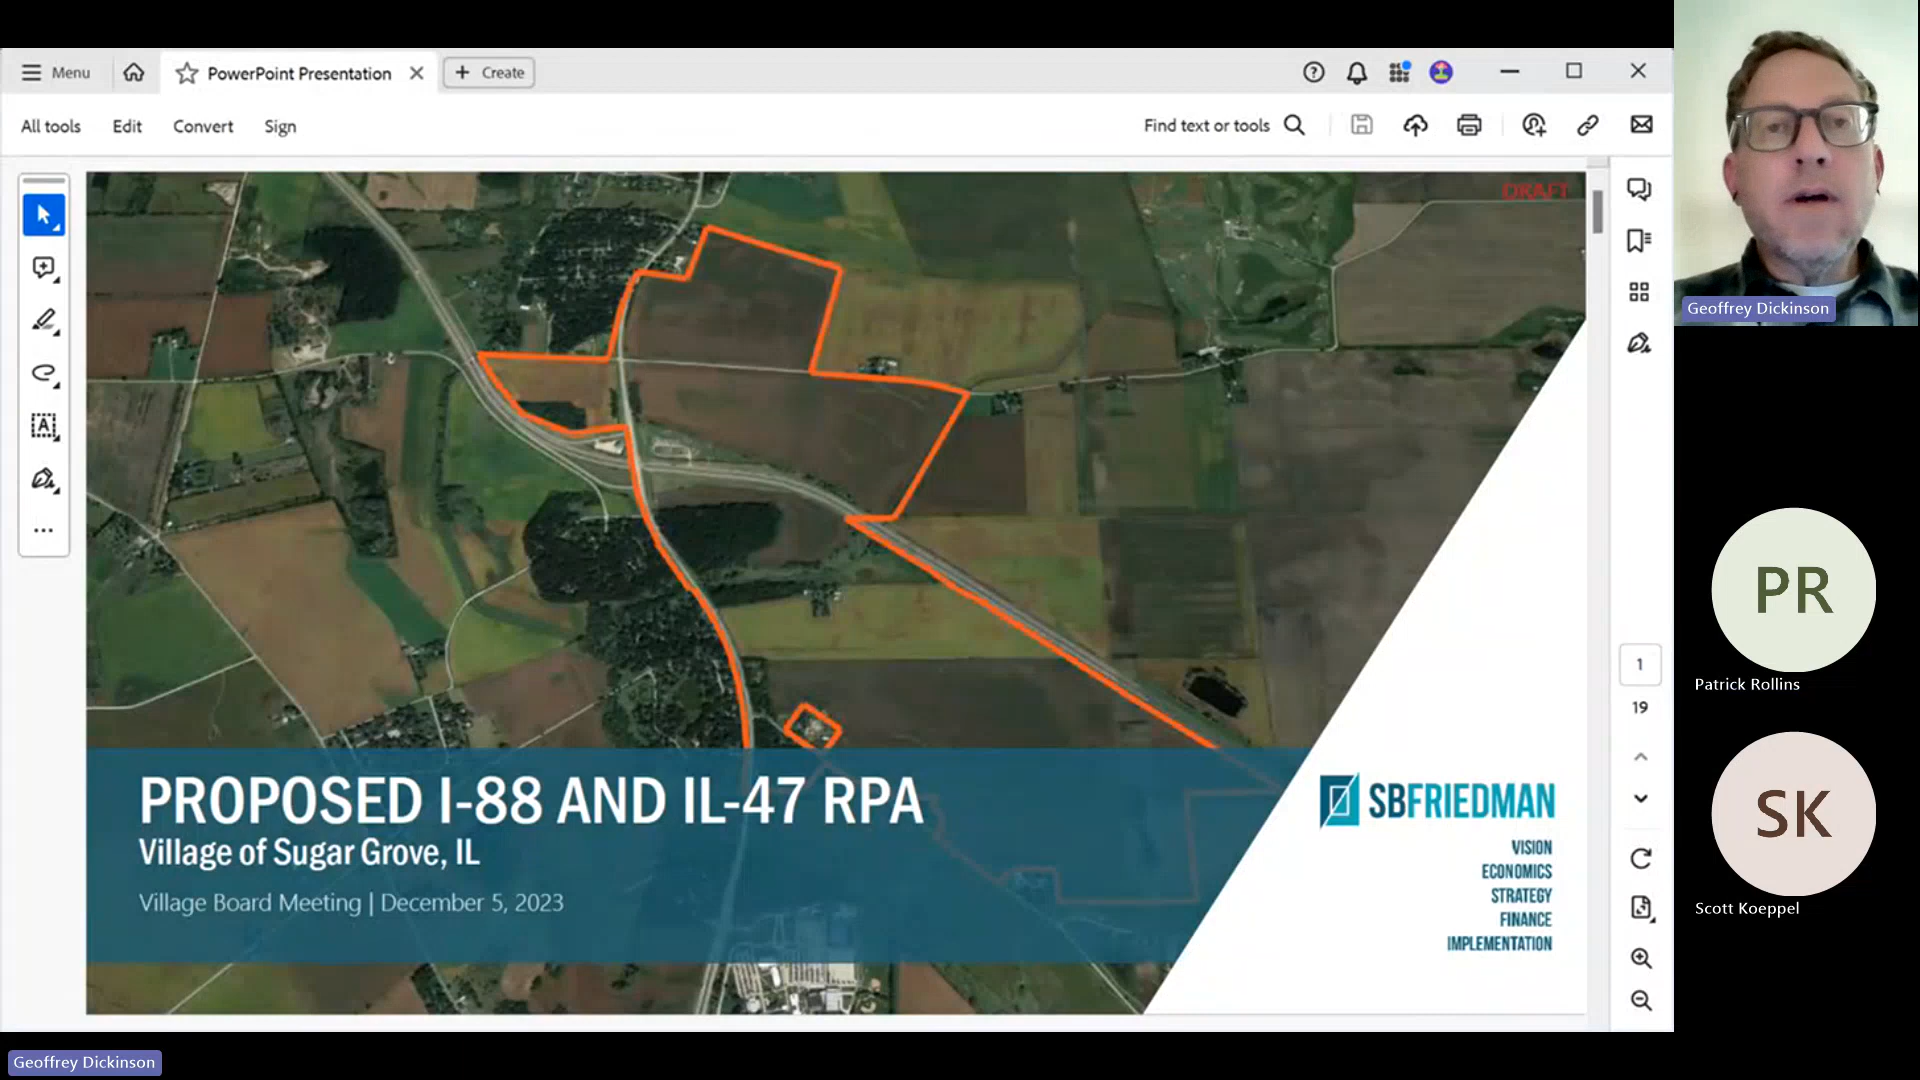 Menu
PowerPoint Presentation
Create
All tools
Edit
Convert
Sign
Find text or tools
DRAFT
PROPOSED I-88 AND IL-47 RPA
Village of Sugar Grove, IL
Village Board Meeting | December 5, 2023
SBFRIEDMAN
VISION
ECONOMICS
STRATEGY
FINANCE
IMPLEMENTATION
1
19
Geoffrey Dickinson
PR
Patrick Rollins
SK
Scott Koeppel
Geoffrey Dickinson